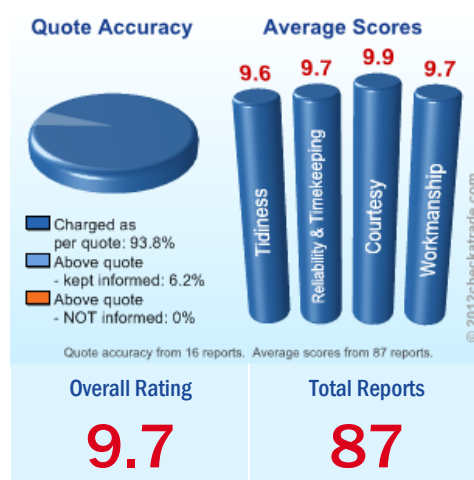 Quote Accuracy
Average Scores
9.6
9.7
9.9
9.7
Tidiness
Reliability & Timekeeping
Courtesy
Workmanship
Charged as
per quote: 93.8%
Above quote
- kept informed: 6.2%
Above quote
- NOT informed: 0%
© 2012checkatrade.com
Quote accuracy from 16 reports. Average scores from 87 reports.
Overall Rating
Total Reports
9.7
87